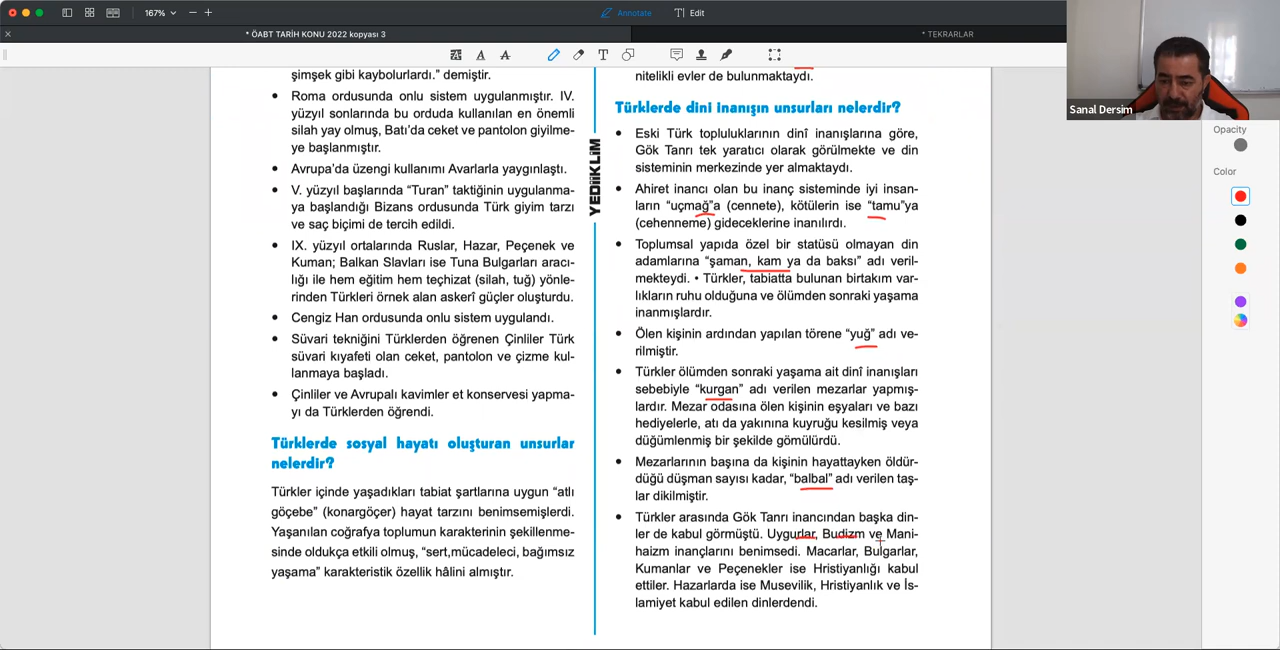 167%
Annotate
Edit
* ÖABT TARİH KONU 2022 kopyası 3
* TEKRARLAR
Sanal Dersim
Opacity
Color
şimşek gibi kaybolurlardı.” demiştir.
• Roma ordusunda onlu sistem uygulanmıştır. IV.
yüzyıl sonlarında bu orduda kullanılan en önemli
silah yay olmuş, Batı’da ceket ve pantolon giyilme-
ye başlanmıştır.
• Avrupa’da üzengi kullanımı Avarlarla yaygınlaştı.
• V. yüzyıl başlarında “Turan” taktiğinin uygulanma-
ya başlandığı Bizans ordusunda Türk giyim tarzı
ve saç biçimi de tercih edildi.
• IX. yüzyıl ortalarında Ruslar, Hazar, Peçenek ve
Kuman; Balkan Slavları ise Tuna Bulgarları aracı-
lığı ile hem eğitim hem teçhizat (silah, tuğ) yönle-
rinden Türkleri örnek alan askerî güçler oluşturdu.
• Cengiz Han ordusunda onlu sistem uygulandı.
• Süvari tekniğini Türklerden öğrenen Çinliler Türk
süvari kıyafeti olan ceket, pantolon ve çizme kul-
lanmaya başladı.
• Çinliler ve Avrupalı kavimler et konservesi yapma-
yı da Türklerden öğrendi.
Türklerde sosyal hayatı oluşturan unsurlar
nelerdir?
Türkler içinde yaşadıkları tabiat şartlarına uygun “atlı
göçebe” (konargöçer) hayat tarzını benimsemişlerdi.
Yaşanılan coğrafya toplumun karakterinin şekillenme-
sinde oldukça etkili olmuş, “sert,mücadeleci, bağımsız
yaşama” karakteristik özellik hâlini almıştır.
YEDİİKLİM
nitelikli evler de bulunmaktaydı.
Türklerde dini inanışın unsurları nelerdir?
• Eski Türk topluluklarının dinî inanışlarına göre,
Gök Tanrı tek yaratıcı olarak görülmekte ve din
sisteminin merkezinde yer almaktaydı.
• Ahiret inancı olan bu inanç sisteminde iyi insan-
ların “uçmağ”a (cennete), kötülerin ise “tamu”ya
(cehenneme) gideceklerine inanılırdı.
• Toplumsal yapıda özel bir statüsü olmayan din
adamlarına “şaman, kam ya da baksı” adı veril-
mekteydi. • Türkler, tabiatta bulunan birtakım var-
lıkların ruhu olduğuna ve ölümden sonraki yaşama
inanmışlardır.
• Ölen kişinin ardından yapılan törene “yuğ” adı ve-
rilmiştir.
• Türkler ölümden sonraki yaşama ait dinî inanışları
sebebiyle “kurgan” adı verilen mezarlar yapmış-
lardır. Mezar odasına ölen kişinin eşyaları ve bazı
hediyelerle, atı da yakınına kuyruğu kesilmiş veya
düğümlenmiş bir şekilde gömülürdü.
• Mezarlarının başına da kişinin hayattayken öldür-
düğü düşman sayısı kadar, “balbal” adı verilen taş-
lar dikilmiştir.
• Türkler arasında Gök Tanrı inancından başka din-
ler de kabul görmüştü. Uygurlar, Budizm ve Mani-
haizm inançlarını benimsedi. Macarlar, Bulgarlar,
Kumanlar ve Peçenekler ise Hristiyanlığı kabul
ettiler. Hazarlarda ise Musevilik, Hristiyanlık ve İs-
lamiyet kabul edilen dinlerdendi.